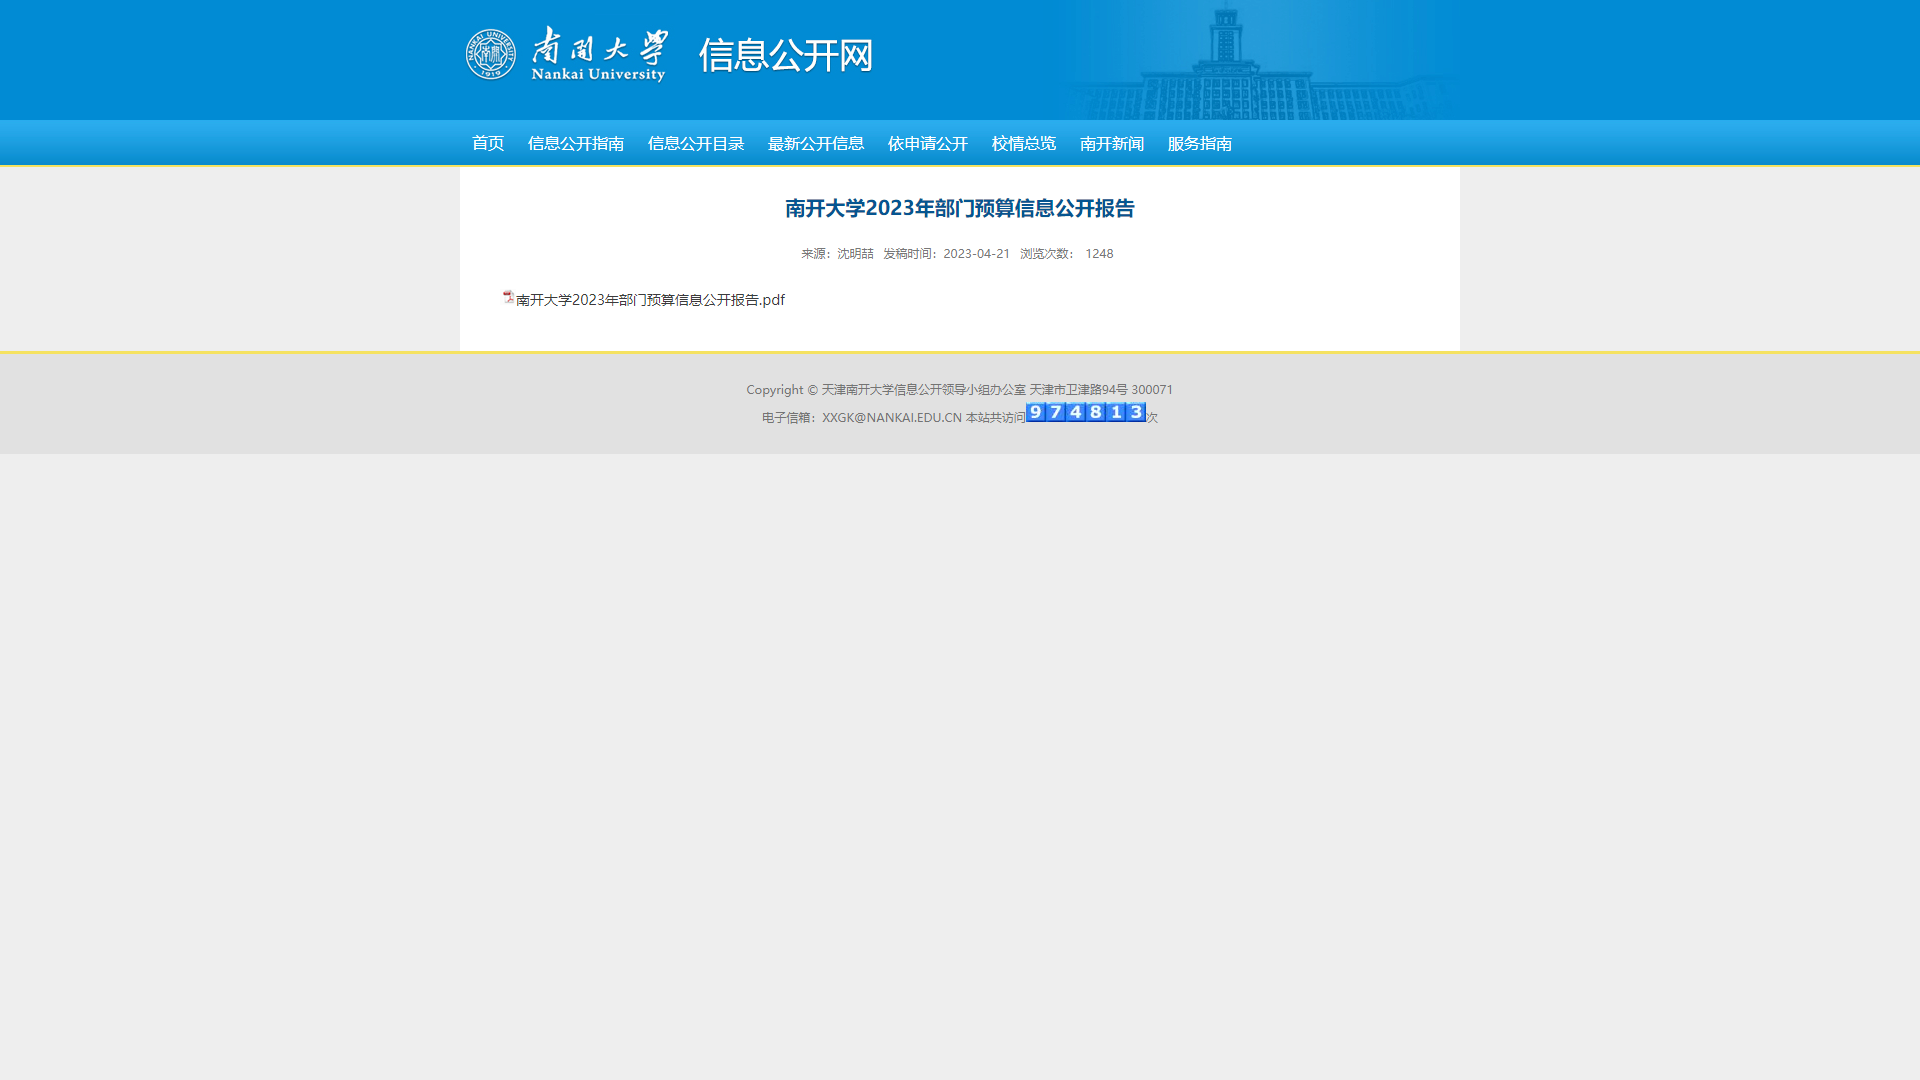 南开大学
Nankai University
NANKAI UNIVERSITY
1919
信息公开网
首页 信息公开指南 信息公开目录 最新公开信息 依申请公开 校情总览 南开新闻 服务指南
南开大学2023年部门预算信息公开报告
来源：沈明喆 发稿时间：2023-04-21 浏览次数： 1248
南开大学2023年部门预算信息公开报告.pdf
Copyright © 天津南开大学信息公开领导小组办公室 天津市卫津路94号 300071
电子信箱：XXGK@NANKAI.EDU.CN 本站共访问974813次